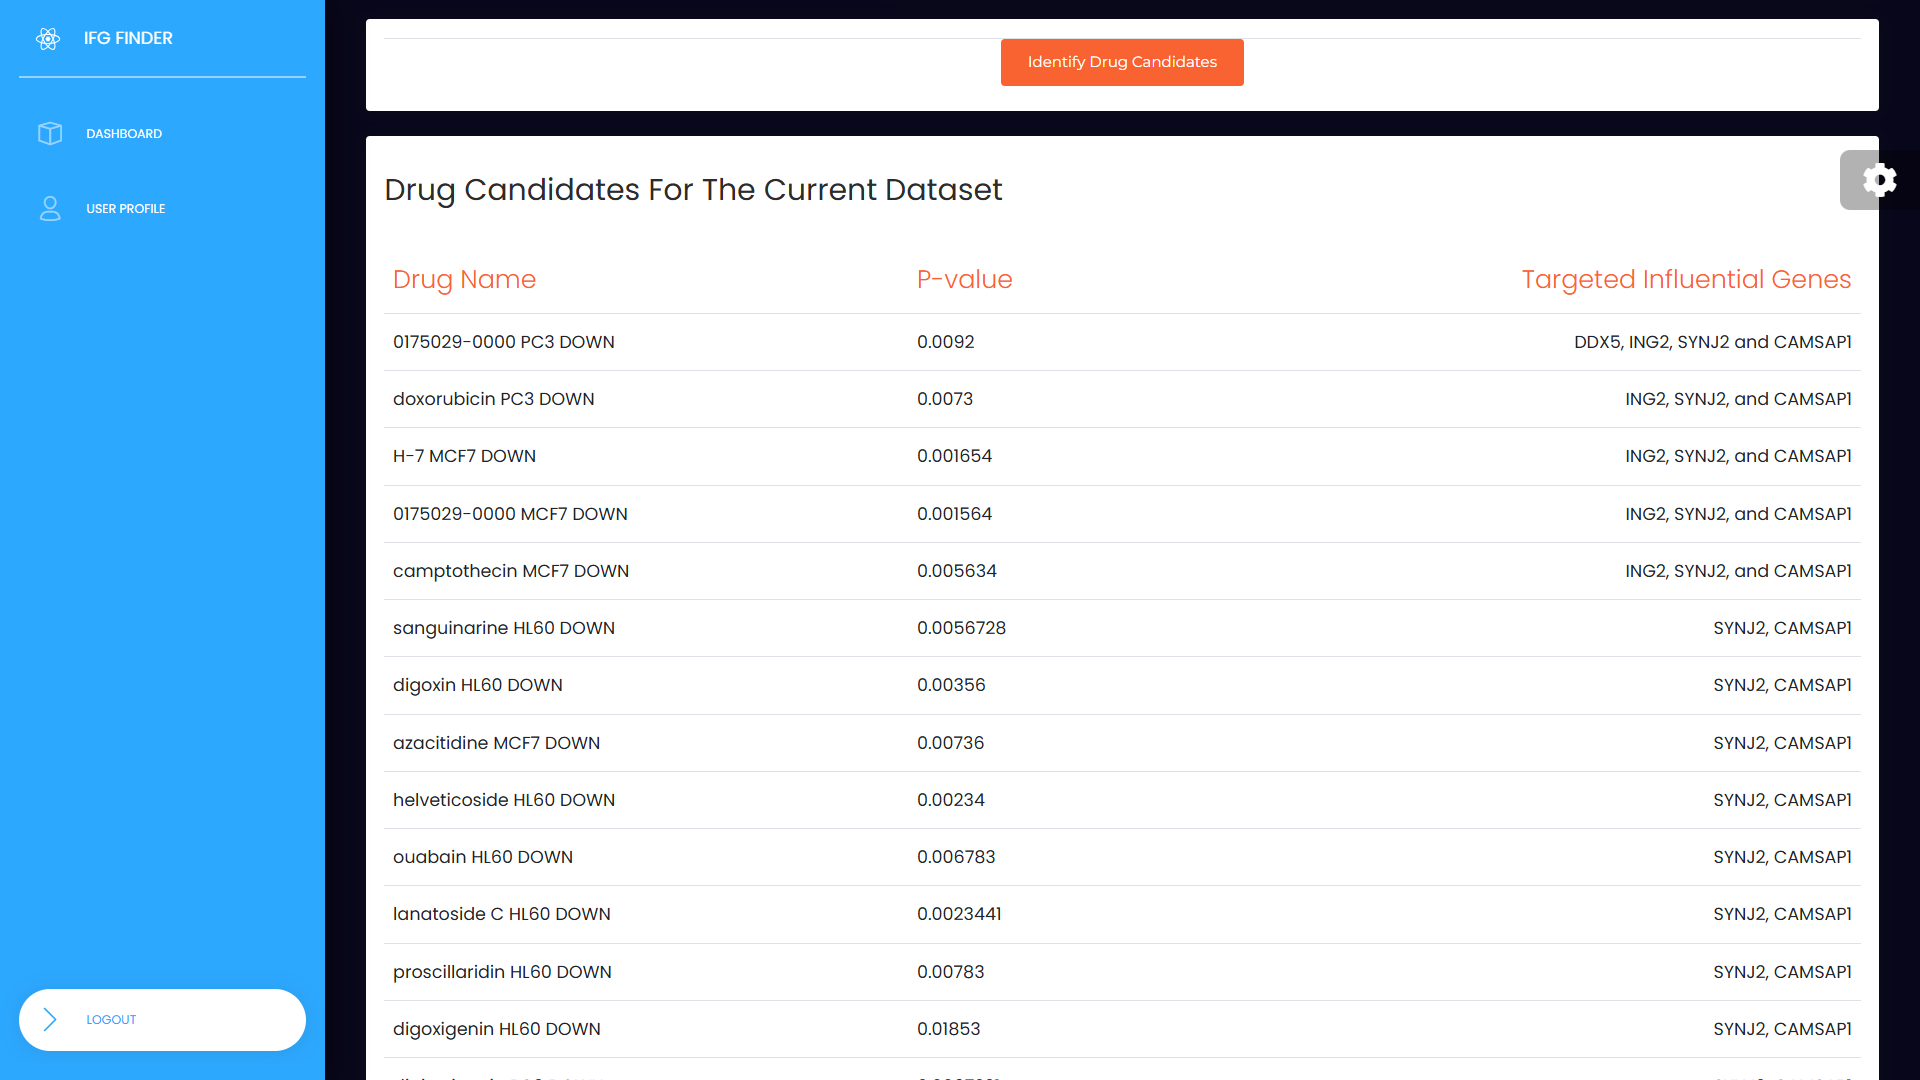 IFG FINDER
DASHBOARD
USER PROFILE
LOGOUT
Identify Drug Candidates
Drug Candidates For The Current Dataset
Drug Name P-value Targeted Influential Genes
0175029-0000 PC3 DOWN 0.0092 DDX5, ING2, SYNJ2 and CAMSAP1
doxorubicin PC3 DOWN 0.0073 ING2, SYNJ2, and CAMSAP1
H-7 MCF7 DOWN 0.001654 ING2, SYNJ2, and CAMSAP1
0175029-0000 MCF7 DOWN 0.001564 ING2, SYNJ2, and CAMSAP1
camptothecin MCF7 DOWN 0.005634 ING2, SYNJ2, and CAMSAP1
sanguinarine HL60 DOWN 0.0056728 SYNJ2, CAMSAP1
digoxin HL60 DOWN 0.00356 SYNJ2, CAMSAP1
azacitidine MCF7 DOWN 0.00736 SYNJ2, CAMSAP1
helveticoside HL60 DOWN 0.00234 SYNJ2, CAMSAP1
ouabain HL60 DOWN 0.006783 SYNJ2, CAMSAP1
lanatoside C HL60 DOWN 0.0023441 SYNJ2, CAMSAP1
proscillaridin HL60 DOWN 0.00783 SYNJ2, CAMSAP1
digoxigenin HL60 DOWN 0.01853 SYNJ2, CAMSAP1